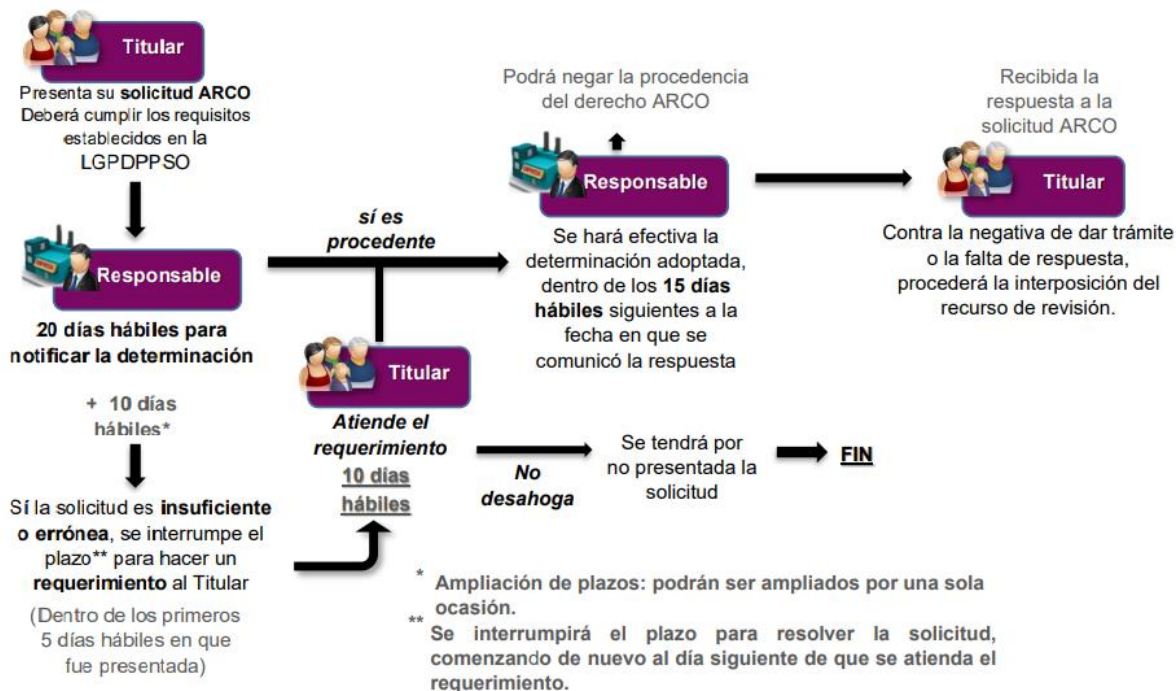 Titular
Presenta su solicitud ARCO
Deberá cumplir los requisitos
establecidos en la
LGPDPPSO
Responsable
20 días hábiles para
notificar la determinación
+ 10 días
hábiles*
Sí la solicitud es insuficiente
o errónea, se interrumpe el
plazo** para hacer un
requerimiento al Titular
(Dentro de los primeros
5 días hábiles en que
fue presentada)
sí es
procedente
Titular
Atiende el
requerimiento
10 días
hábiles
No
desahoga
Se tendrá por
no presentada la
solicitud
FIN
Podrá negar la procedencia
del derecho ARCO
Responsable
Se hará efectiva la
determinación adoptada,
dentro de los 15 días
hábiles siguientes a la
fecha en que se
comunicó la respuesta
Recibida la
respuesta a la
solicitud ARCO
Titular
Contra la negativa de dar trámite
o la falta de respuesta,
procederá la interposición del
recurso de revisión.
* Ampliación de plazos: podrán ser ampliados por una sola
ocasión.
** Se interrumpirá el plazo para resolver la solicitud,
comenzando de nuevo al día siguiente de que se atienda el
requerimiento.